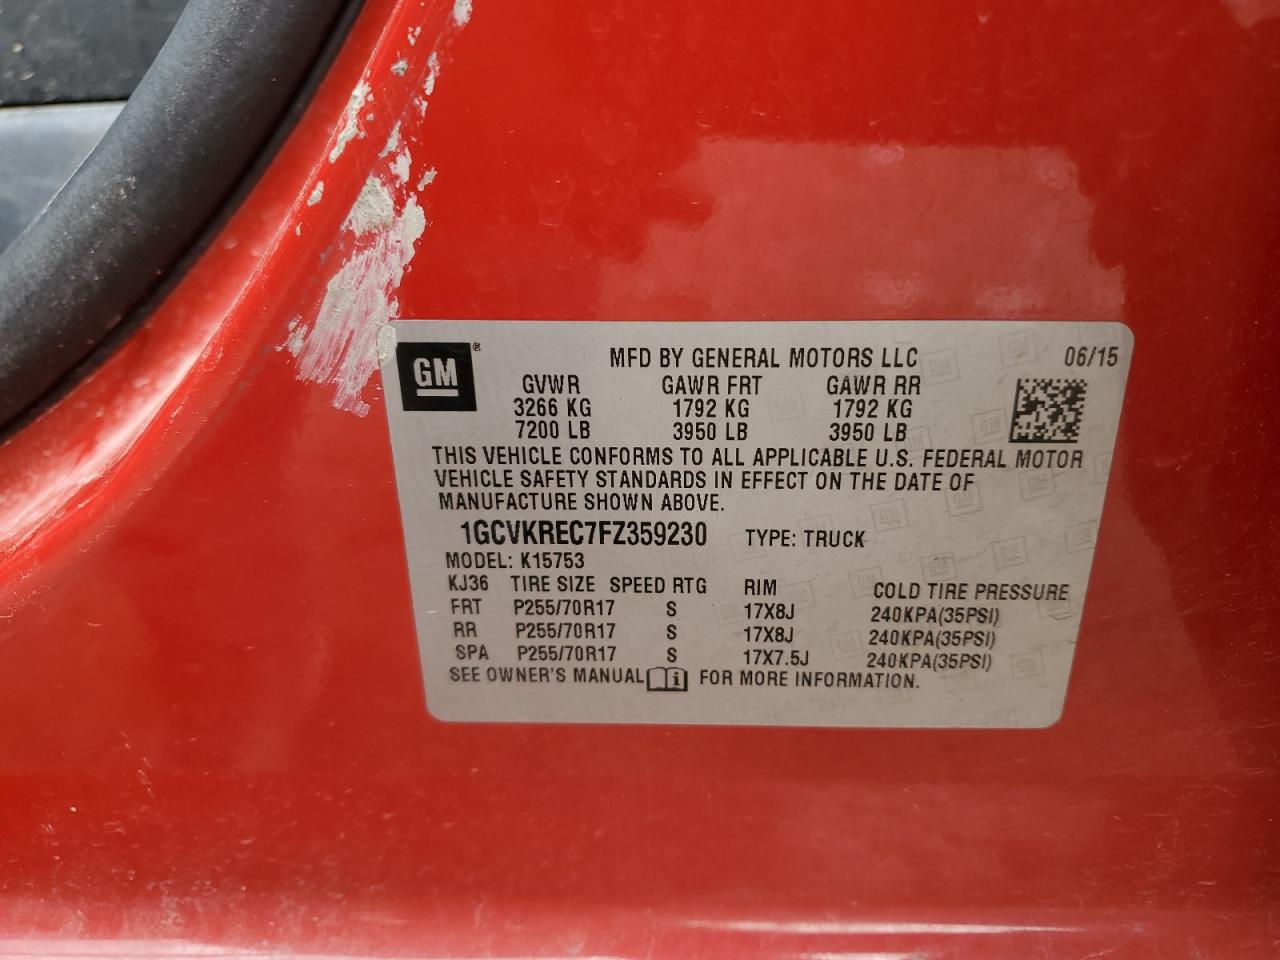 GM®
MFD BY GENERAL MOTORS LLC 06/15
GVWR GAWR FRT GAWR RR
3266 KG 1792 KG 1792 KG
7200 LB 3950 LB 3950 LB
THIS VEHICLE CONFORMS TO ALL APPLICABLE U.S. FEDERAL MOTOR
VEHICLE SAFETY STANDARDS IN EFFECT ON THE DATE OF
MANUFACTURE SHOWN ABOVE.
1GCVKREC7FZ359230 TYPE: TRUCK
MODEL: K15753
KJ36 TIRE SIZE SPEED RTG RIM COLD TIRE PRESSURE
FRT P255/70R17 S 17X8J 240KPA(35PSI)
RR P255/70R17 S 17X8J 240KPA(35PSI)
SPA P255/70R17 S 17X7.5J 240KPA(35PSI)
SEE OWNER'S MANUAL i FOR MORE INFORMATION.